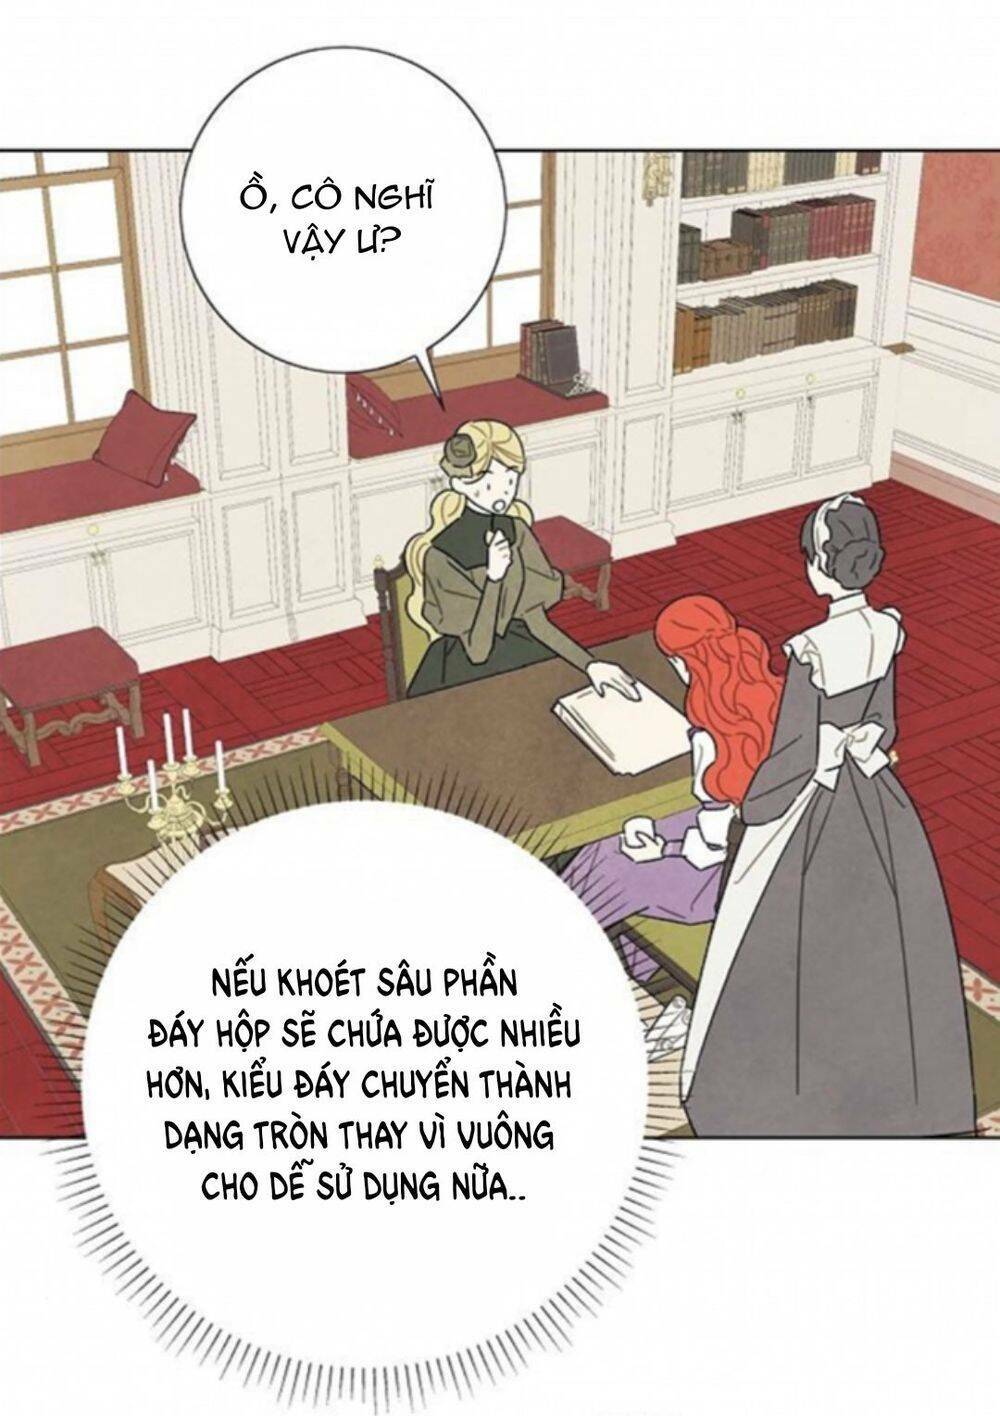 Ồ, CÔ NGHĨ
VẬY Ư?
NẾU KHOÉT SÂU PHẦN
ĐÁY HỘP SẼ CHỨA ĐƯỢC NHIỀU
HƠN, KIỂU ĐÁY CHUYỂN THÀNH
DẠNG TRÒN THAY VÌ VUÔNG
CHO DỄ SỬ DỤNG NỮA..